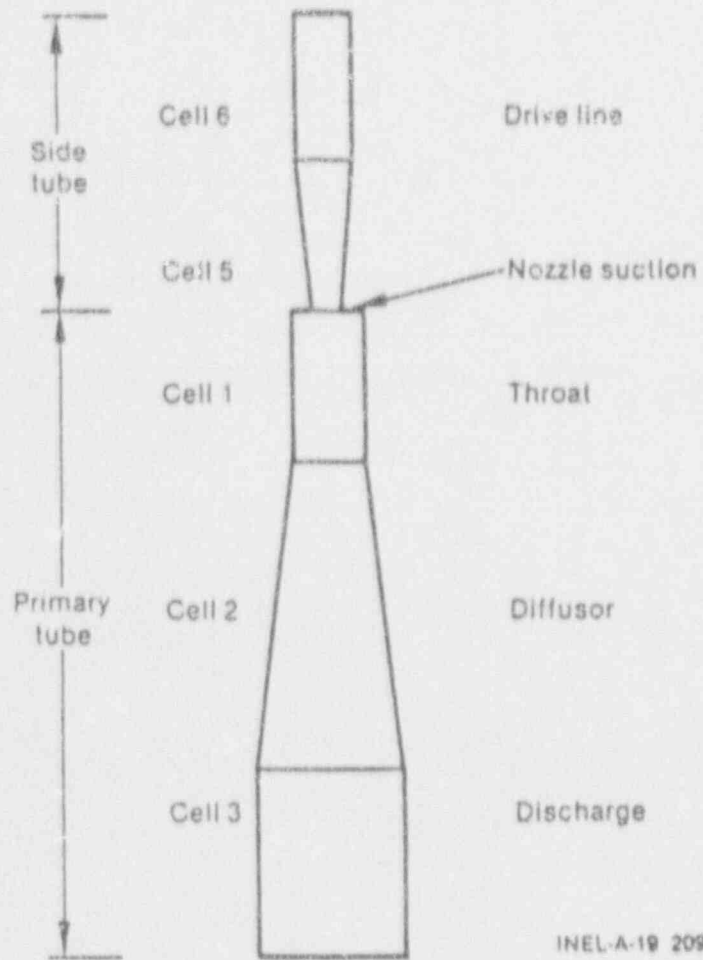 Cell 6
Drive line
Side
tube
Cell 5
Nozzle suction
Cell 1
Throat
Primary
tube
Cell 2
Diffusor
Cell 3
Discharge
INEL-A-19 209